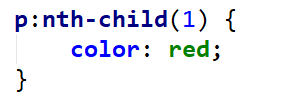 p:nth-child(1) {
    color: red;
}